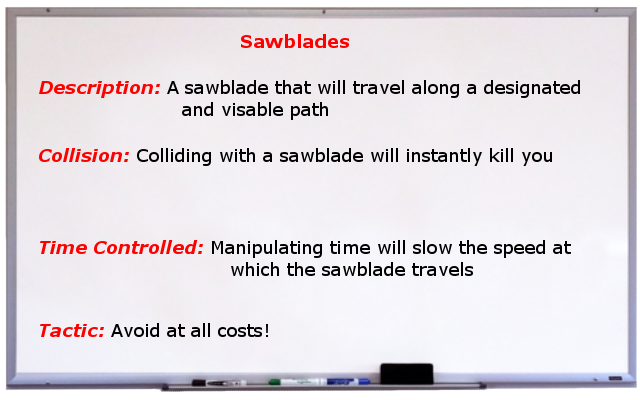 Sawblades
Description: A sawblade that will travel along a designated
and visable path
Collision: Colliding with a sawblade will instantly kill you
Time Controlled: Manipulating time will slow the speed at
which the sawblade travels
Tactic: Avoid at all costs!